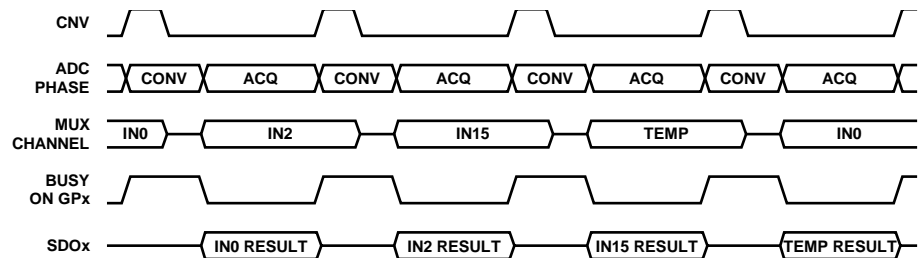 CNV
ADC
PHASE
CONV ACQ CONV ACQ CONV ACQ CONV ACQ
MUX
CHANNEL
IN0 IN2 IN15 TEMP IN0
BUSY
ON GPx
SDOx
IN0 RESULT IN2 RESULT IN15 RESULT TEMP RESULT